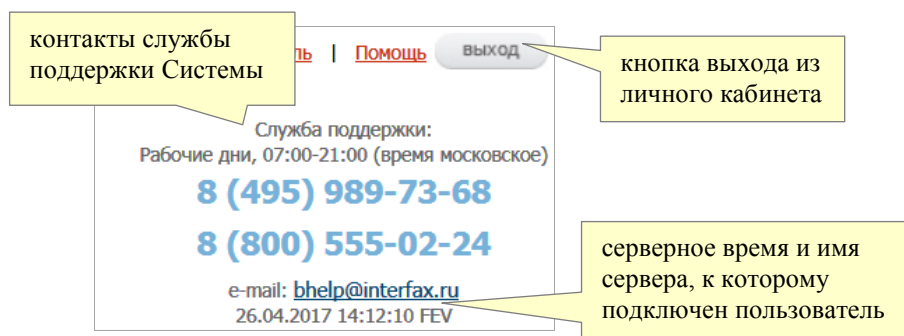 контакты службы
поддержки Системы
ль | Помощь выход
кнопка выхода из
личного кабинета
Служба поддержки:
Рабочие дни, 07:00-21:00 (время московское)
8 (495) 989-73-68
8 (800) 555-02-24
e-mail: bhelp@interfax.ru
26.04.2017 14:12:10 FEV
серверное время и имя
сервера, к которому
подключен пользователь